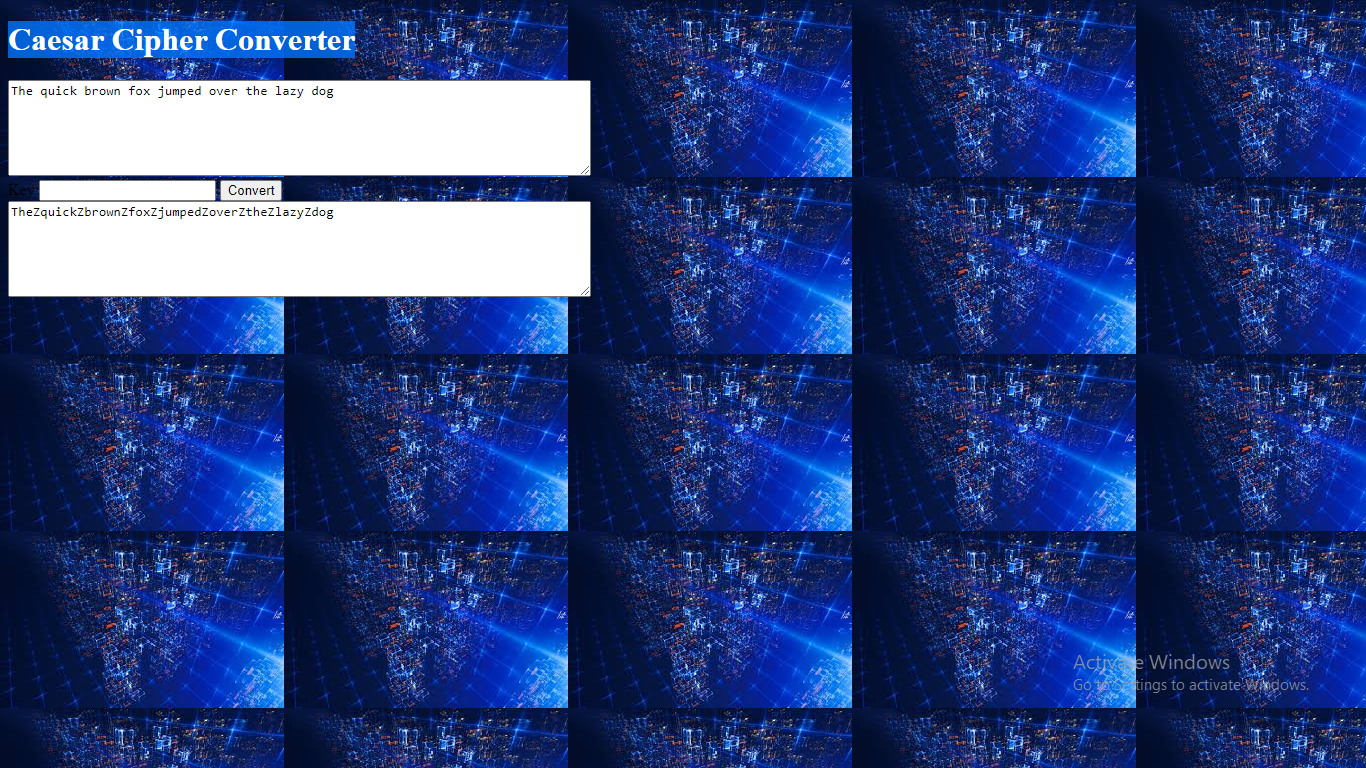 Caesar Cipher Converter
The quick brown fox jumped over the lazy dog
Key: Convert
TheZquickZbrownZfoxZjumpedZoverZtheZlazyZdog
Activate Windows
Go to Settings to activate Windows.